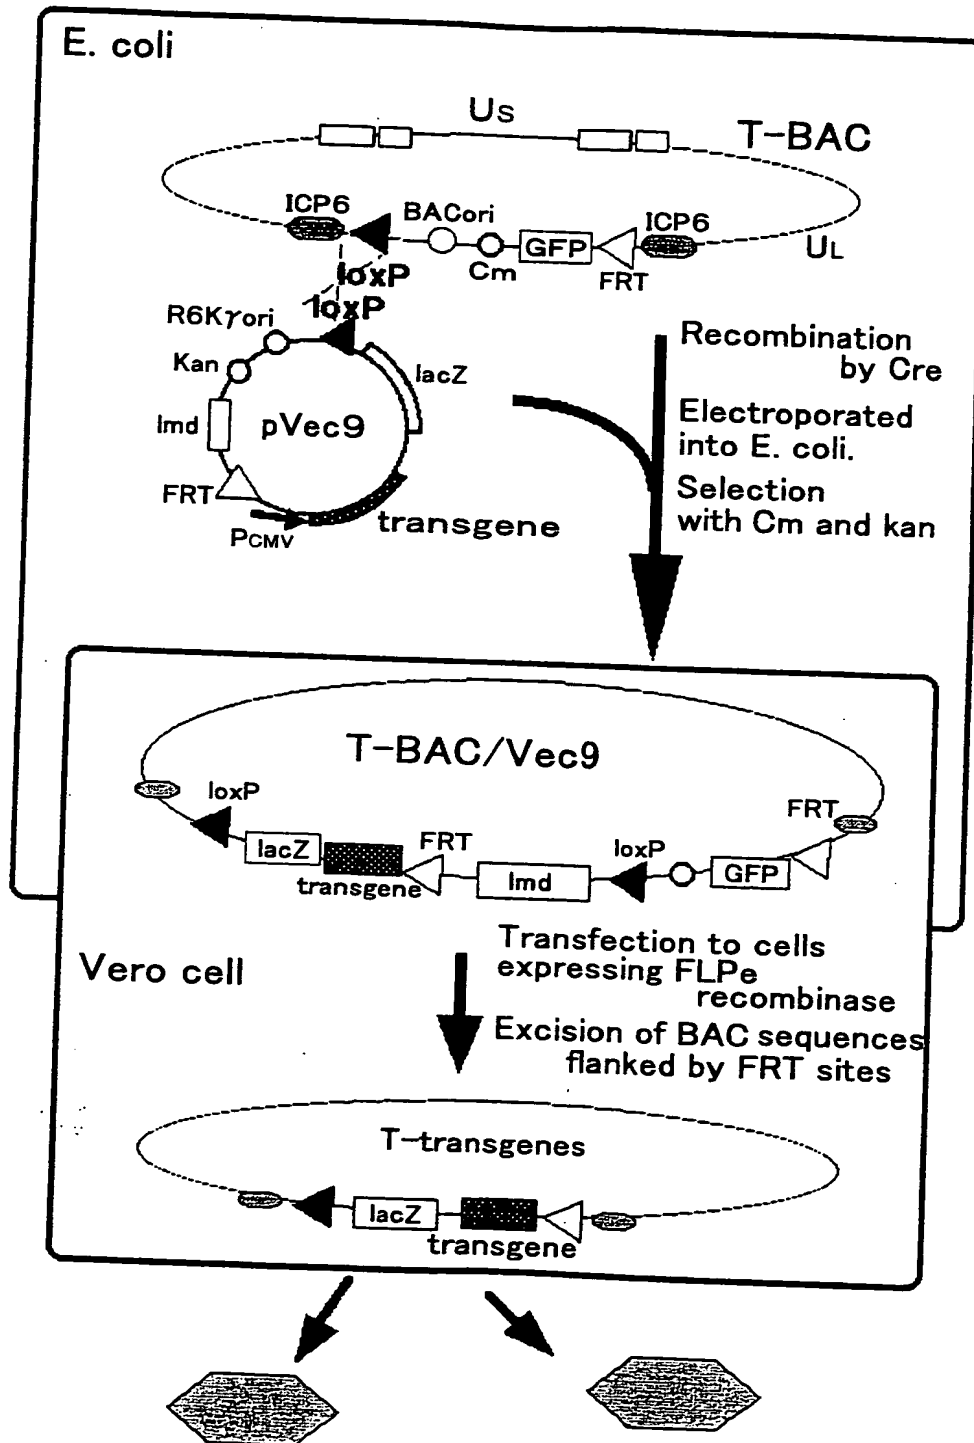 E. coli
Us
T-BAC
ICP6
BACori
ICP6
GFP
UL
Cm
FRT
loxP
loxP
R6Kγori
Kan
lacZ
lmd
pVec9
FRT
PCMV
transgene
Recombination
by Cre
Electroporated
into E. coli.
Selection
with Cm and kan
T-BAC/Vec9
loxP
FRT
lacZ
FRT
loxP
transgene
lmd
GFP
Vero cell
Transfection to cells
expressing FLPe
recombinase
Excision of BAC sequences
flanked by FRT sites
T-transgenes
lacZ
transgene